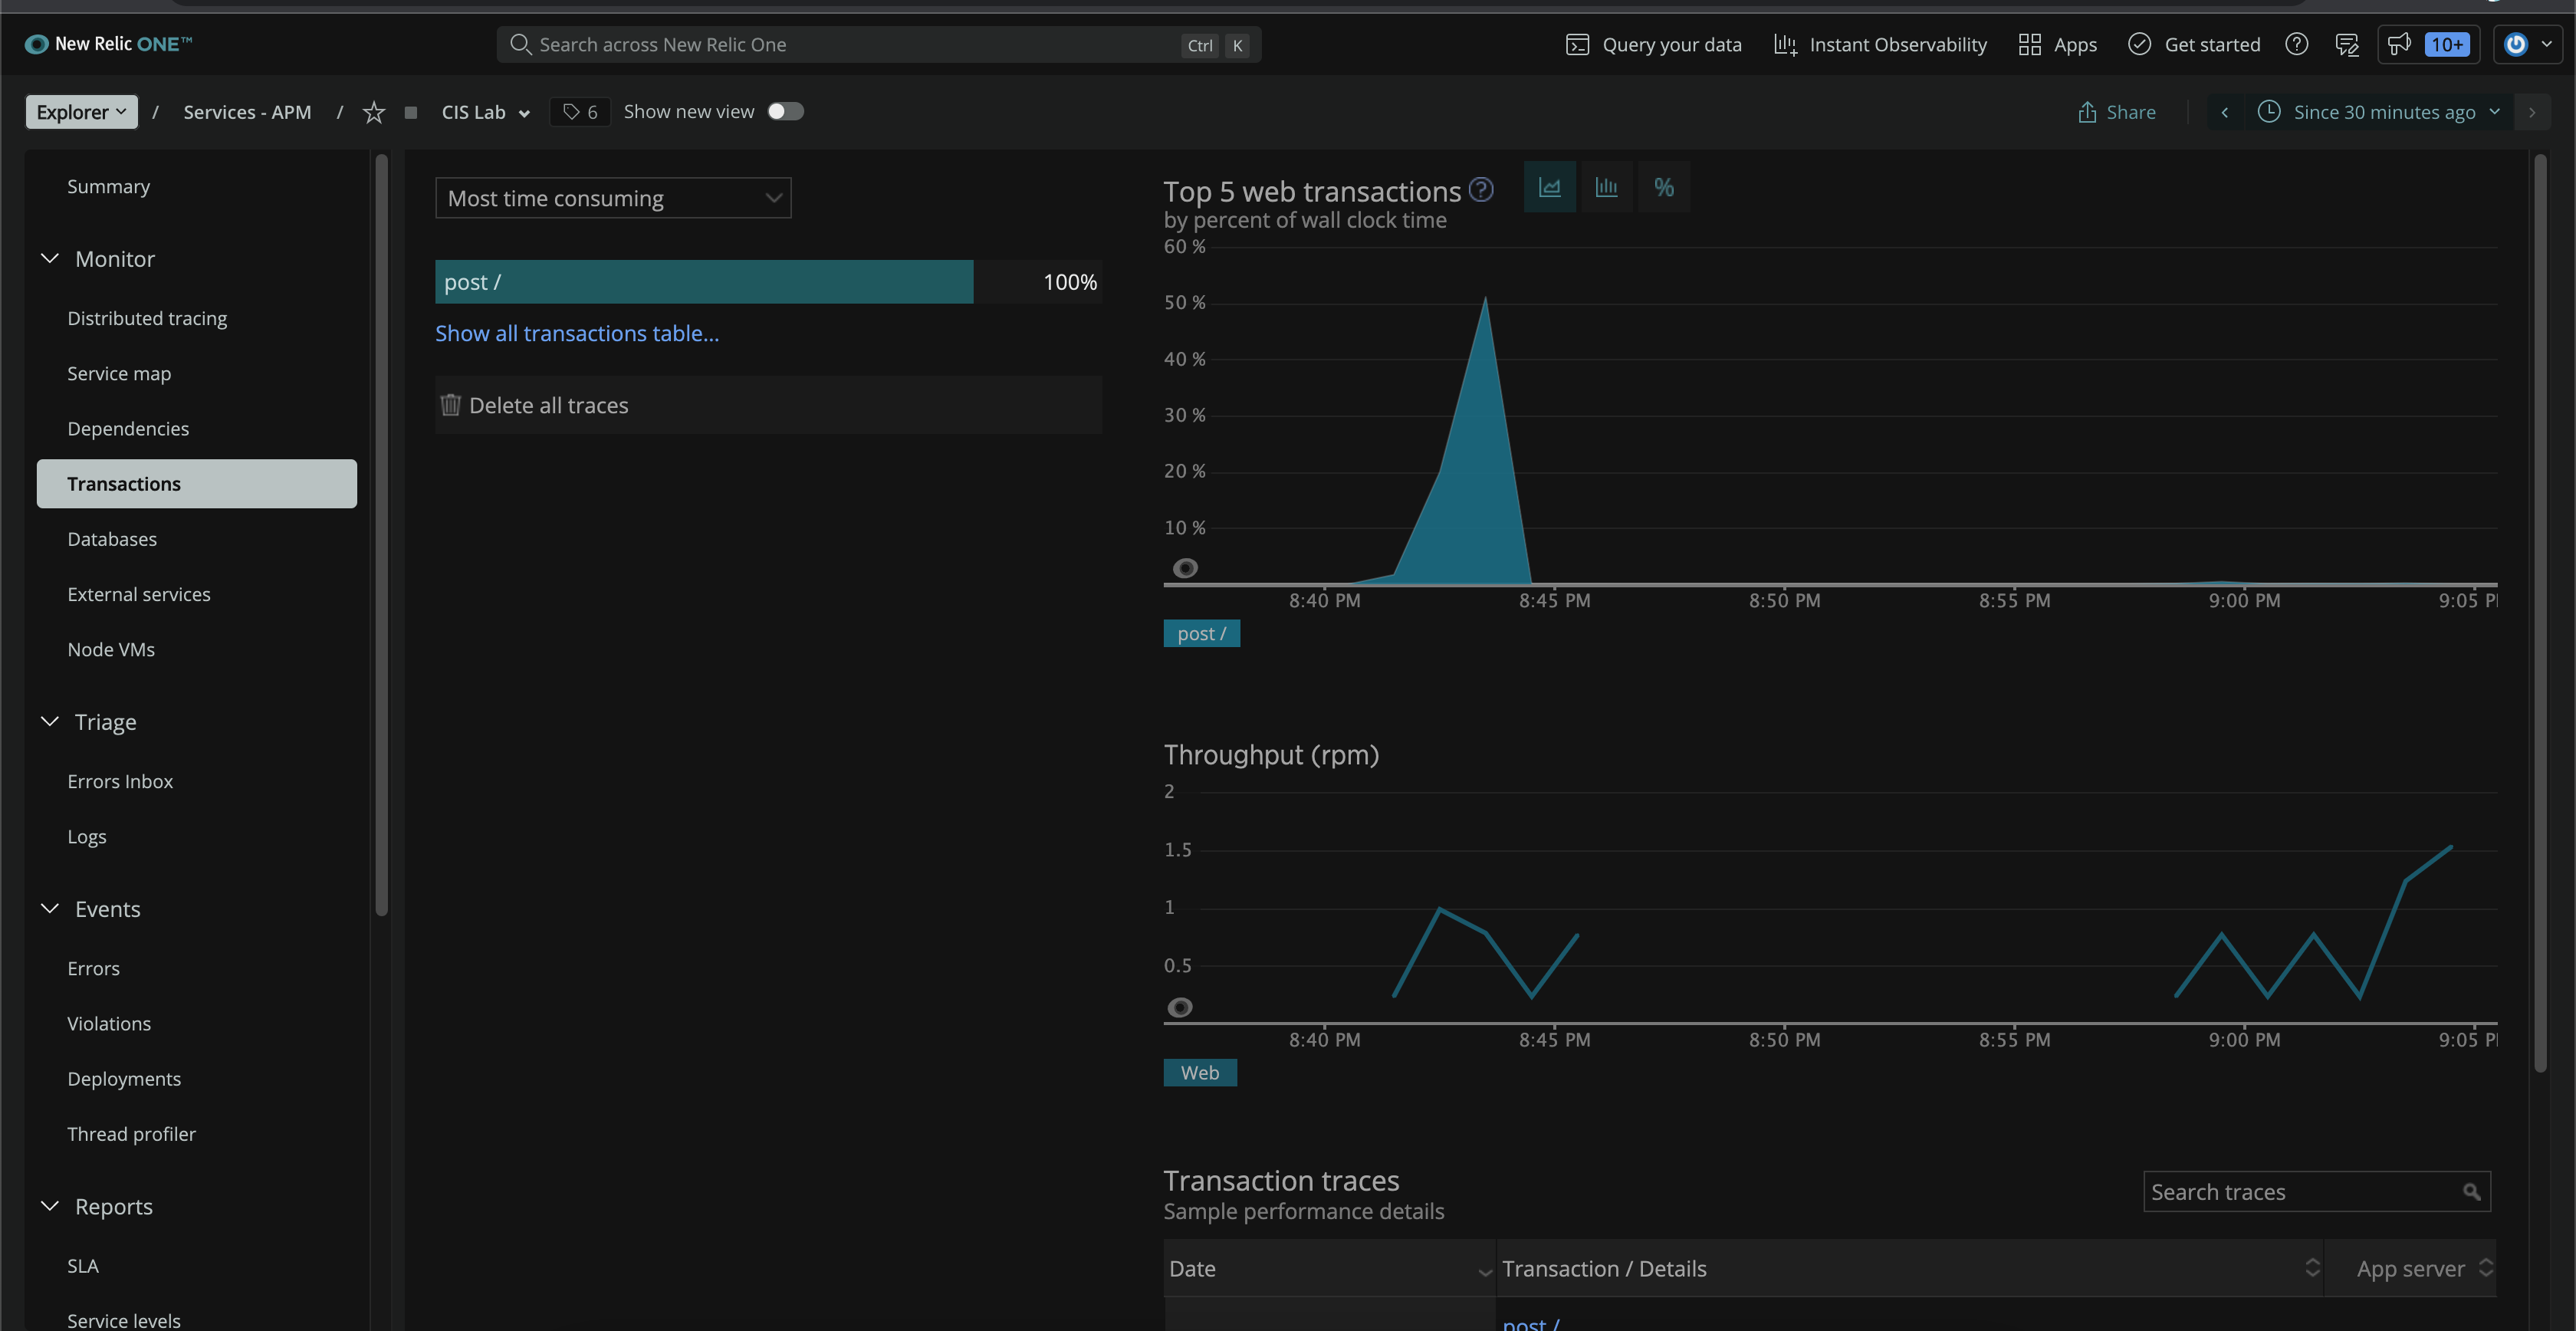 New Relic ONE™
Search across New Relic One
Ctrl K
Query your data
Instant Observability
Apps
Get started
10+
Explorer / Services - APM / CIS Lab
6
Show new view
Share
Since 30 minutes ago
Summary
Monitor
Distributed tracing
Service map
Dependencies
Transactions
Databases
External services
Node VMs
Triage
Errors Inbox
Logs
Events
Errors
Violations
Deployments
Thread profiler
Reports
SLA
Service levels
Most time consuming
post / 100%
Show all transactions table...
Delete all traces
Top 5 web transactions
%
by percent of wall clock time
60 %
50 %
40 %
30 %
20 %
10 %
8:40 PM 8:45 PM 8:50 PM 8:55 PM 9:00 PM 9:05 P
post /
Throughput (rpm)
2
1.5
1
0.5
8:40 PM 8:45 PM 8:50 PM 8:55 PM 9:00 PM 9:05 P
Web
Transaction traces
Sample performance details
Search traces
Date Transaction / Details App server
post /